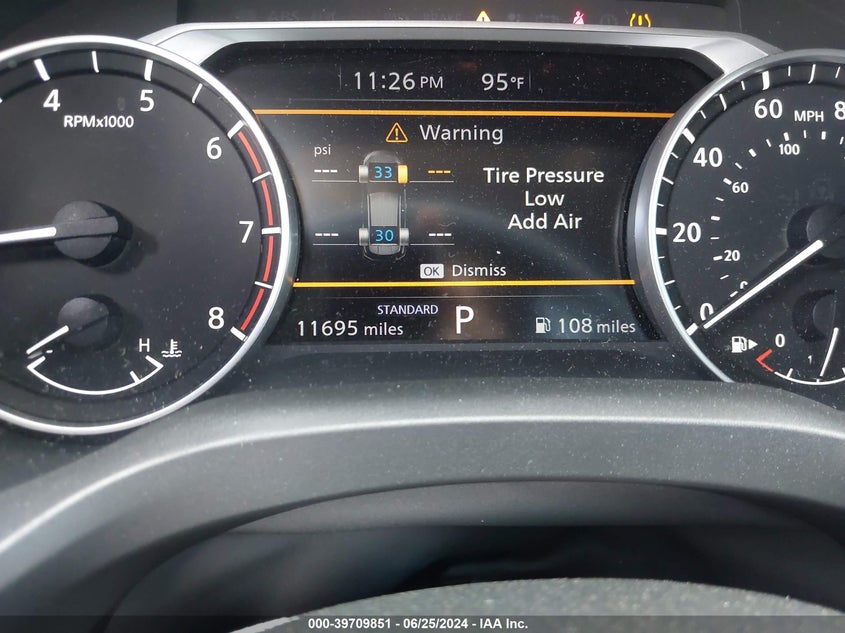 11:26 PM 95°F
Warning
psi
--- 33 ---
Tire Pressure
Low
Add Air
--- 30 ---
OK Dismiss
STANDARD
11695 miles P 108 miles
4 5 6 7 8
RPMx1000
H
0 20 40 60 8
MPH
20 60 100
0
1
000-39709851 - 06/25/2024 - IAA Inc.